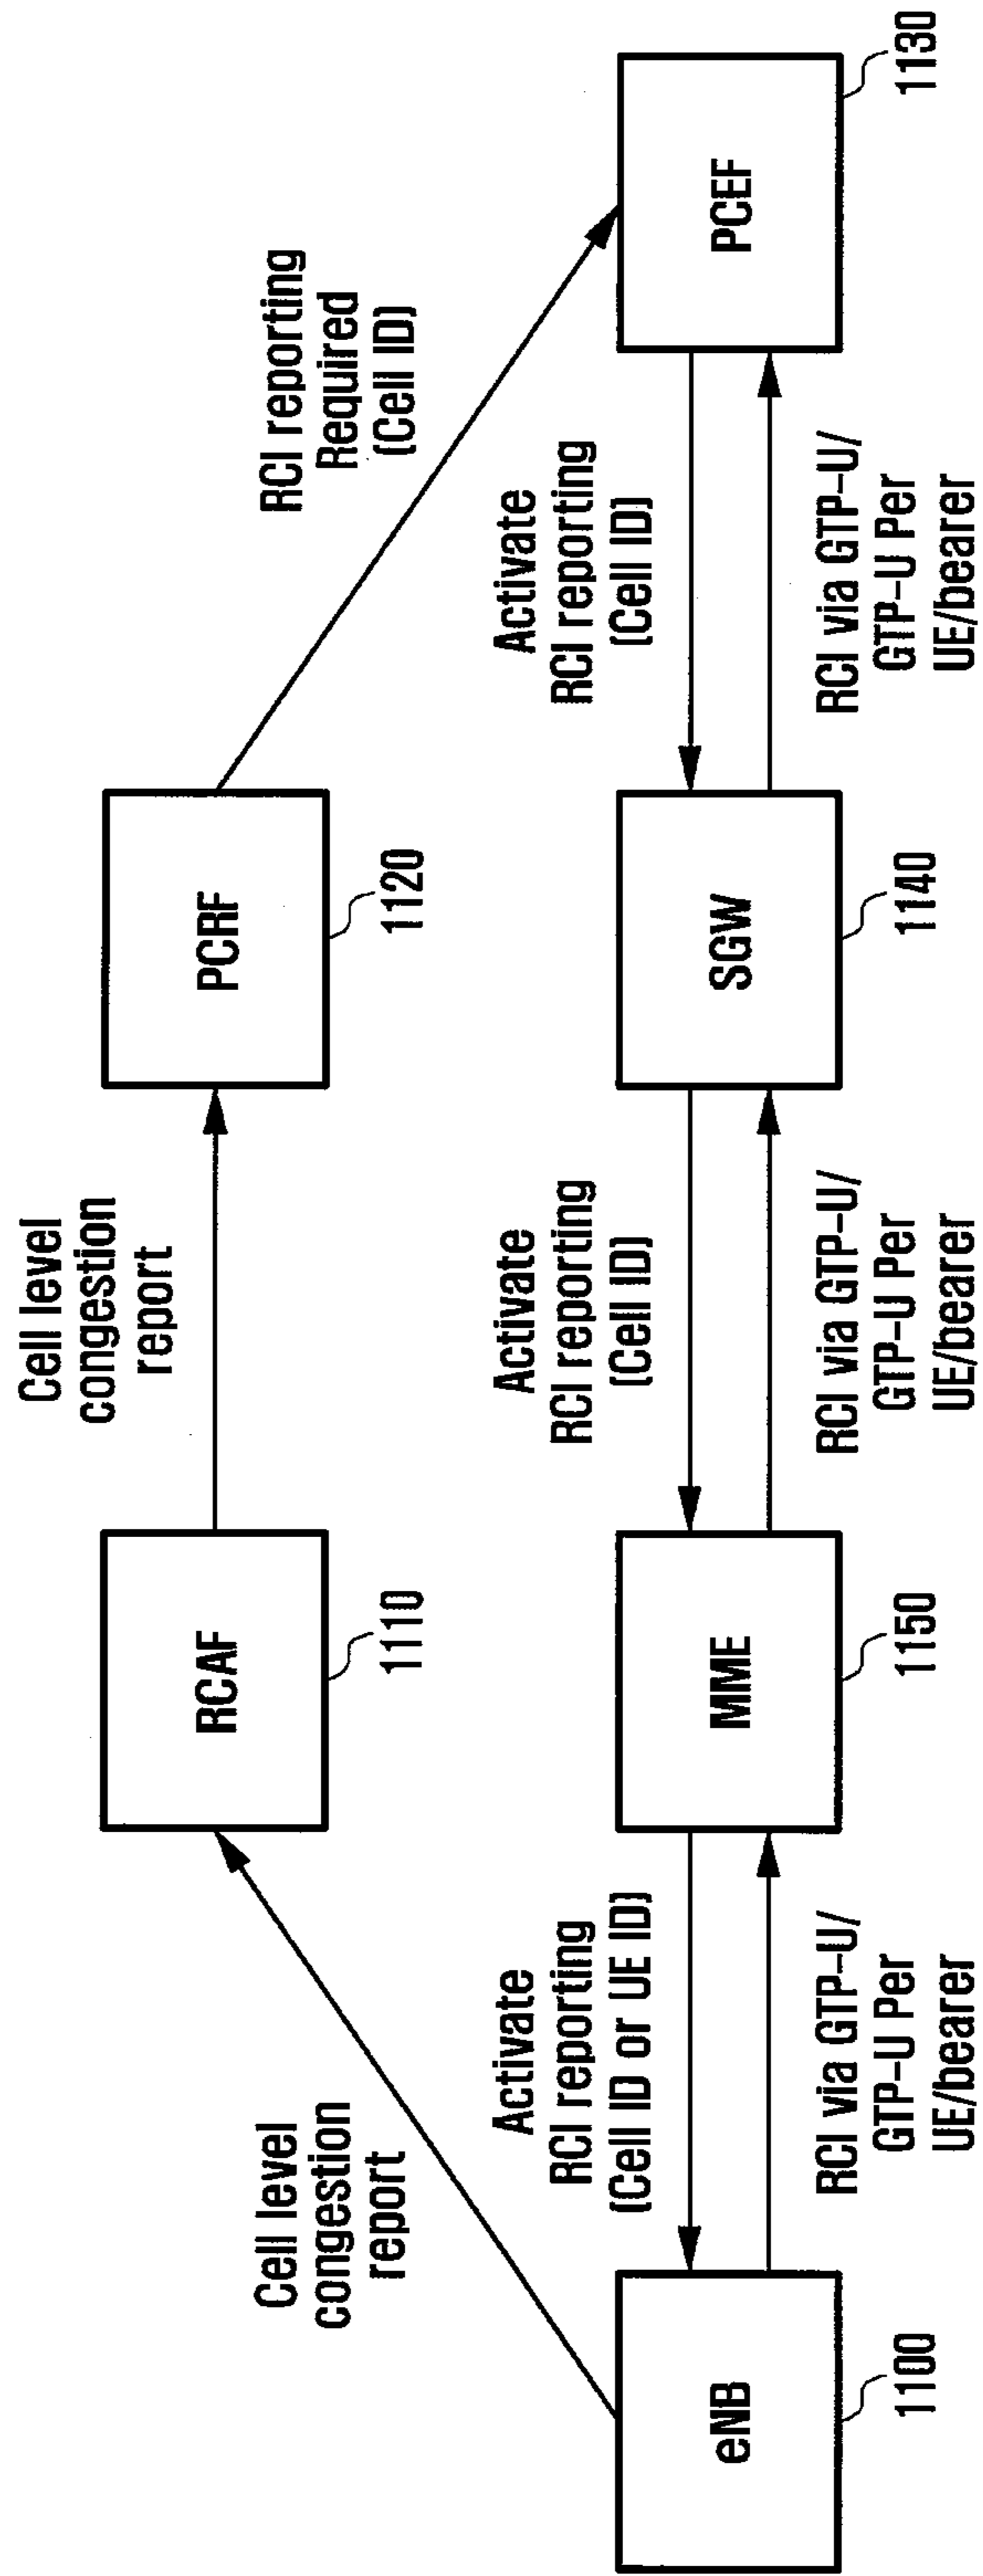 Cell level
congestion
report
RCAF
1110
Cell level
congestion
report
PCRF
1120
RCI reporting
Required
(Cell ID)
eNB
1100
Activate
RCI reporting
(Cell ID or UE ID)
RCI via GTP-U/
GTP-U Per
UE/bearer
MME
1150
Activate
RCI reporting
(Cell ID)
RCI via GTP-U/
GTP-U Per
UE/bearer
SGW
1140
Activate
RCI reporting
(Cell ID)
RCI via GTP-U/
GTP-U Per
UE/bearer
PCEF
1130